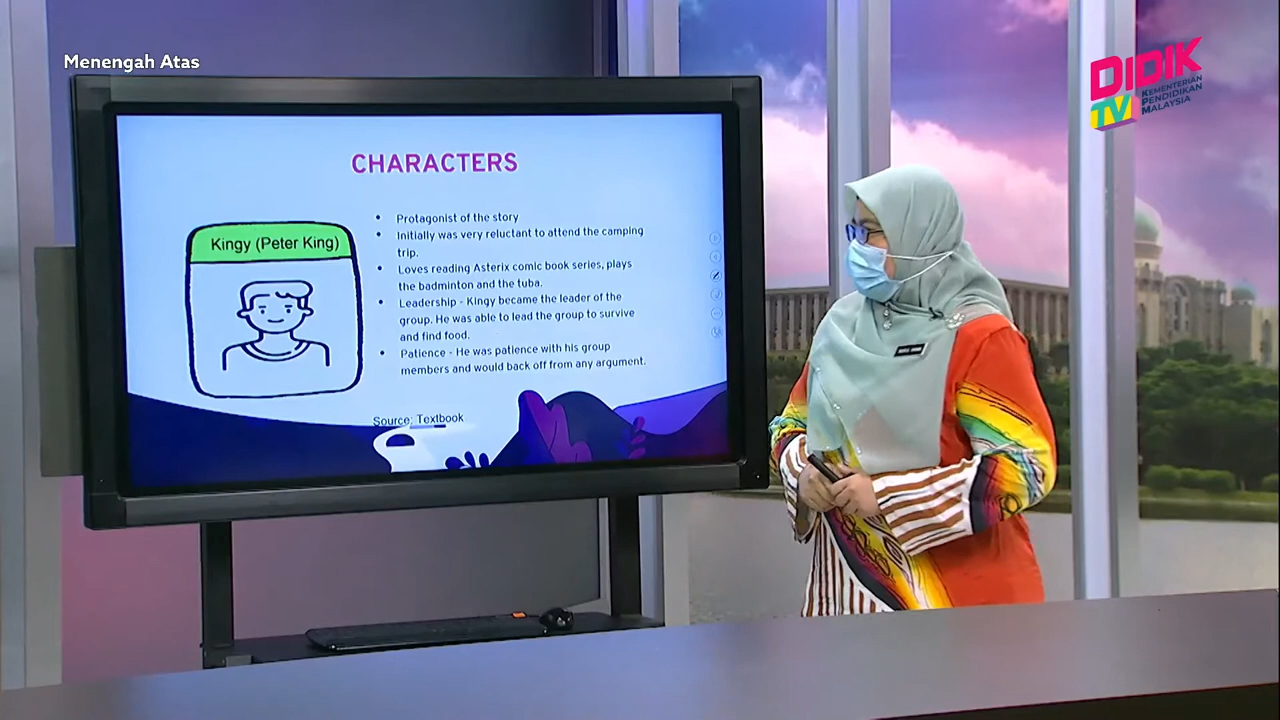 Menengah Atas
DIDIK
TV
KEMENTERIAN
PENDIDIKAN
MALAYSIA
CHARACTERS
Kingy (Peter King)
• Protagonist of the story
• Initially was very reluctant to attend the camping
trip.
• Loves reading Asterix comic book series, plays
the badminton and the tuba.
• Leadership - Kingy became the leader of the
group. He was able to lead the group to survive
and find food.
• Patience - He was patience with his group
members and would back off from any argument.
Source: Textbook